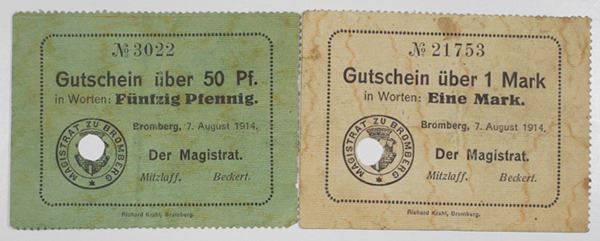 № 3022
Gutschein über 50 Pf.
in Worten: Fünfzig Pfennig.
Bromberg, 7. August 1914.
MAGISTRAT ZU BROMBERG
Der Magistrat.
Mitzlaff. Beckert.
Richard Krahl, Bromberg.
№ 21753
Gutschein über 1 Mark
in Worten: Eine Mark.
Bromberg, 7. August 1914.
MAGISTRAT ZU BROMBERG
Der Magistrat.
Mitzlaff. Beckert.
Richard Krahl, Bromberg.